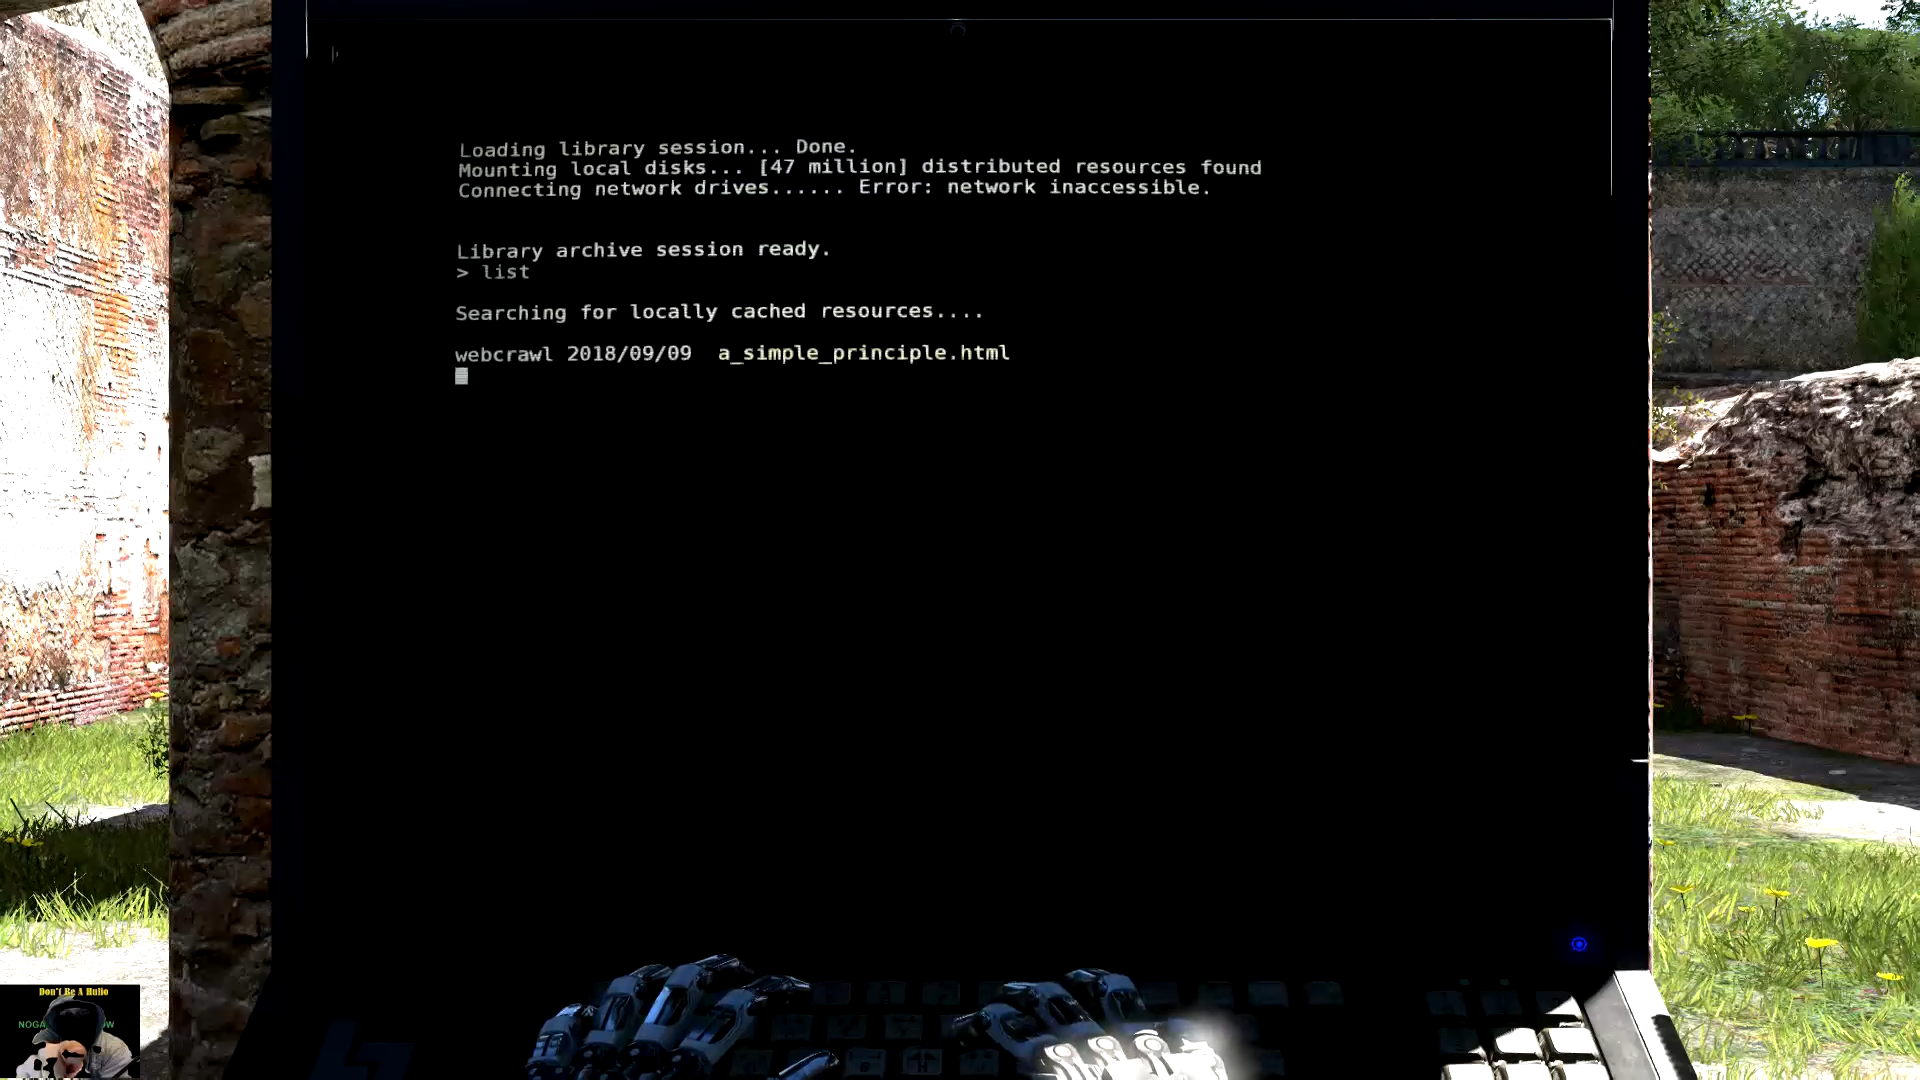 Loading library session... Done.
Mounting local disks... [47 million] distributed resources found
Connecting network drives...... Error: network inaccessible.
Library archive session ready.
> list
Searching for locally cached resources....
webcrawl 2018/09/09 a_simple_principle.html
Don't Be A Hulio